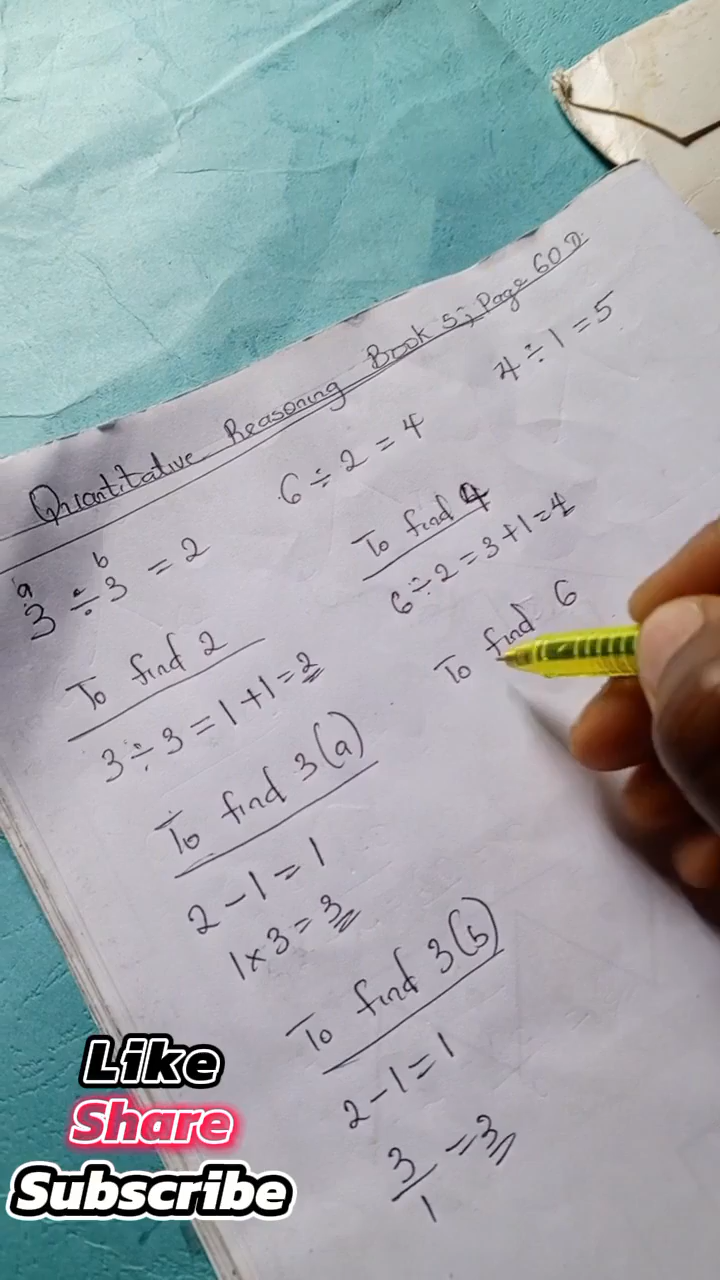 Quantitative Reasoning Book 5; Page 60 D.
a b
3 ÷ 3 = 2
6 ÷ 2 = 4
4 ÷ 1 = 5
To find 2
3 ÷ 3 = 1 + 1 = 2
To find 3(a)
2 - 1 = 1
1 x 3 = 3
To find 3(b)
2 - 1 = 1
3/1 = 3
To find 4
6 ÷ 2 = 3 + 1 = 4
To find 6
Like
Share
Subscribe